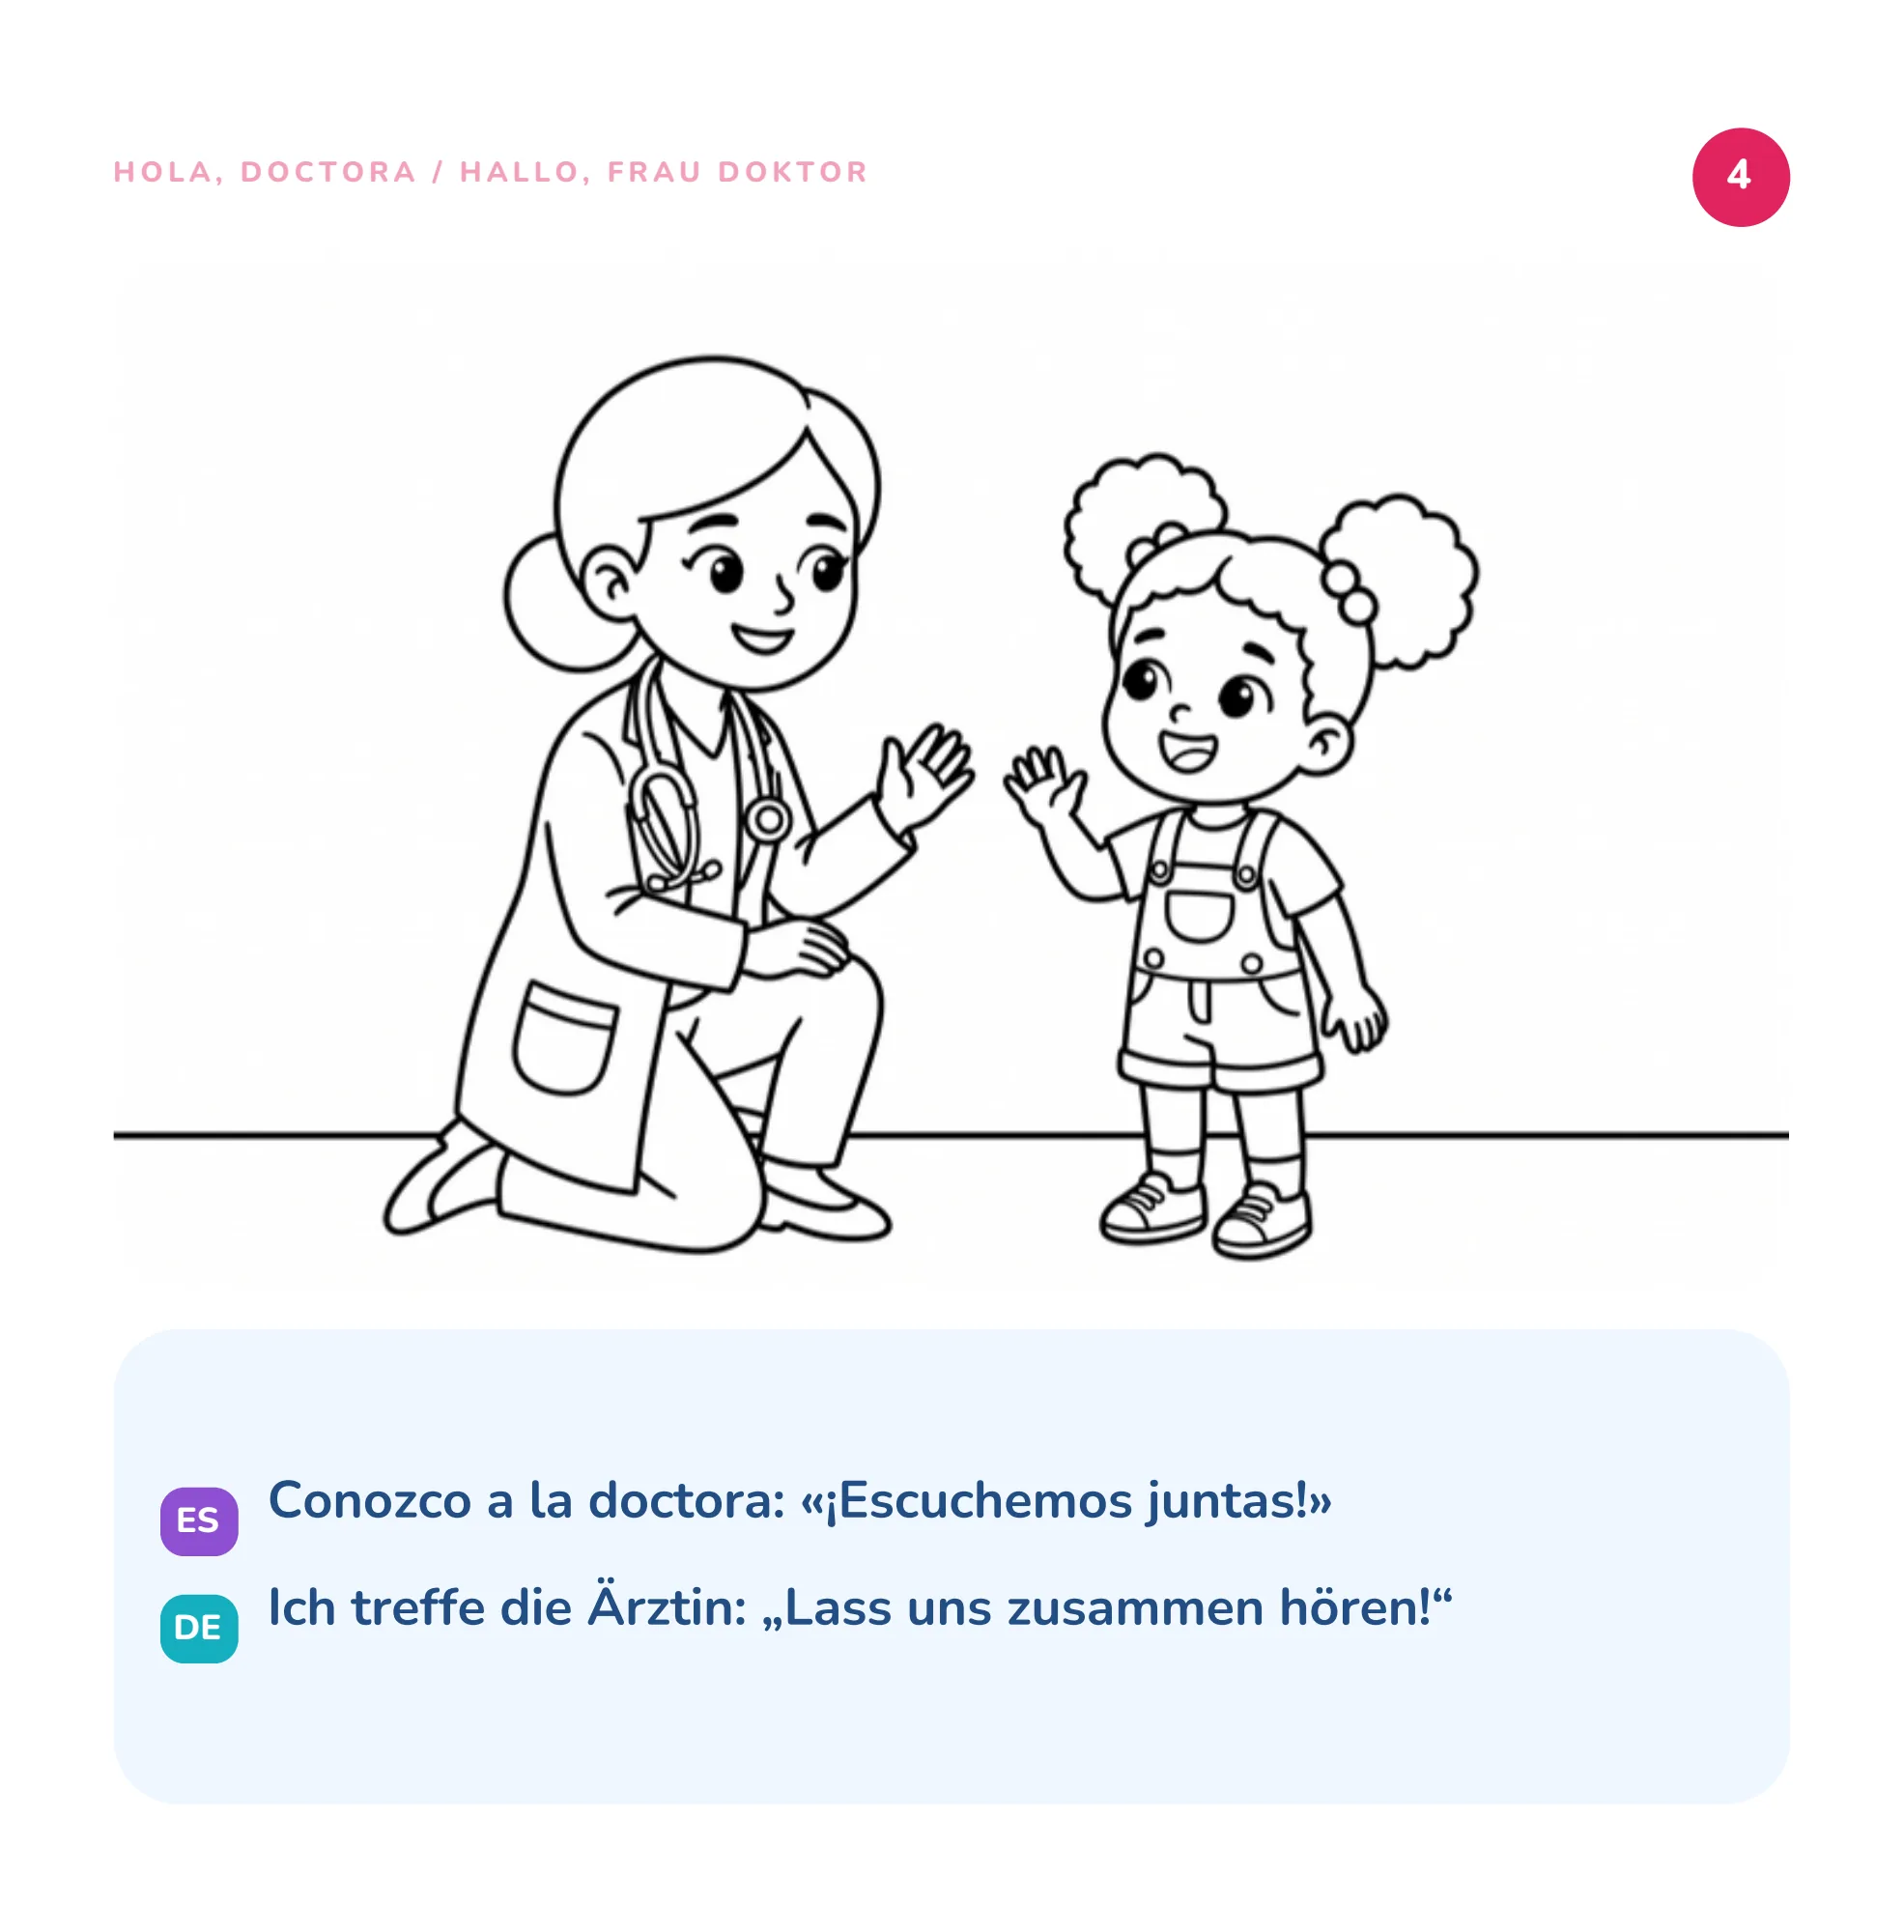 HOLA, DOCTORA / HALLO, FRAU DOKTOR
4
ES Conozco a la doctora: «¡Escuchemos juntas!»
DE Ich treffe die Ärztin: „Lass uns zusammen hören!“